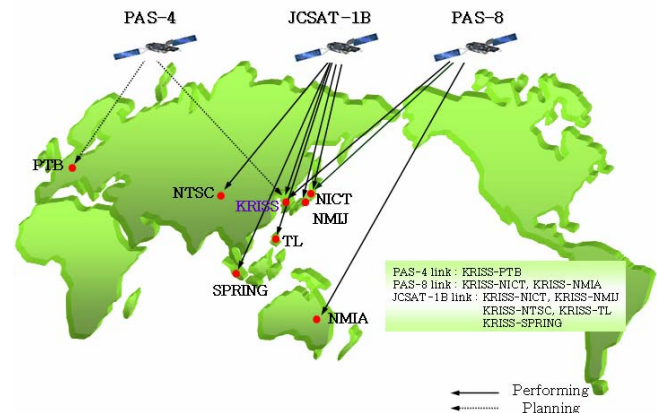 PAS-4 JCSAT-1B PAS-8
PTB
NTSC
KRISS
NICT
NMIJ
TL
SPRING
NMIA
PAS-4 link : KRISS-PTB
PAS-8 link : KRISS-NICT, KRISS-NMIA
JCSAT-1B link : KRISS-NICT, KRISS-NMIJ
KRISS-NTSC, KRISS-TL
KRISS-SPRING
Performing
Planning